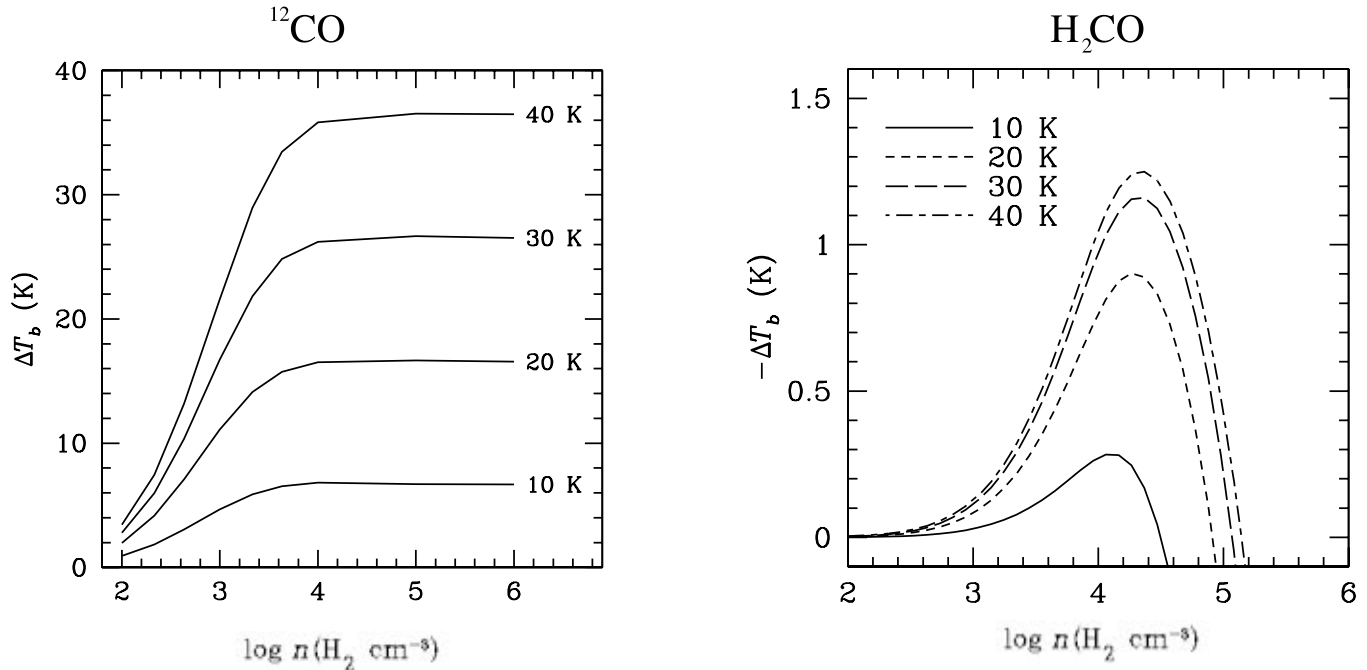 ¹²CO
40
30
20
10
0
ΔT_b (K)
40 K
30 K
20 K
10 K
2
3
4
5
6
log n(H₂ cm⁻³)
H₂CO
1.5
1
0.5
0
−ΔT_b (K)
10 K
20 K
30 K
40 K
2
3
4
5
6
log n(H₂ cm⁻³)